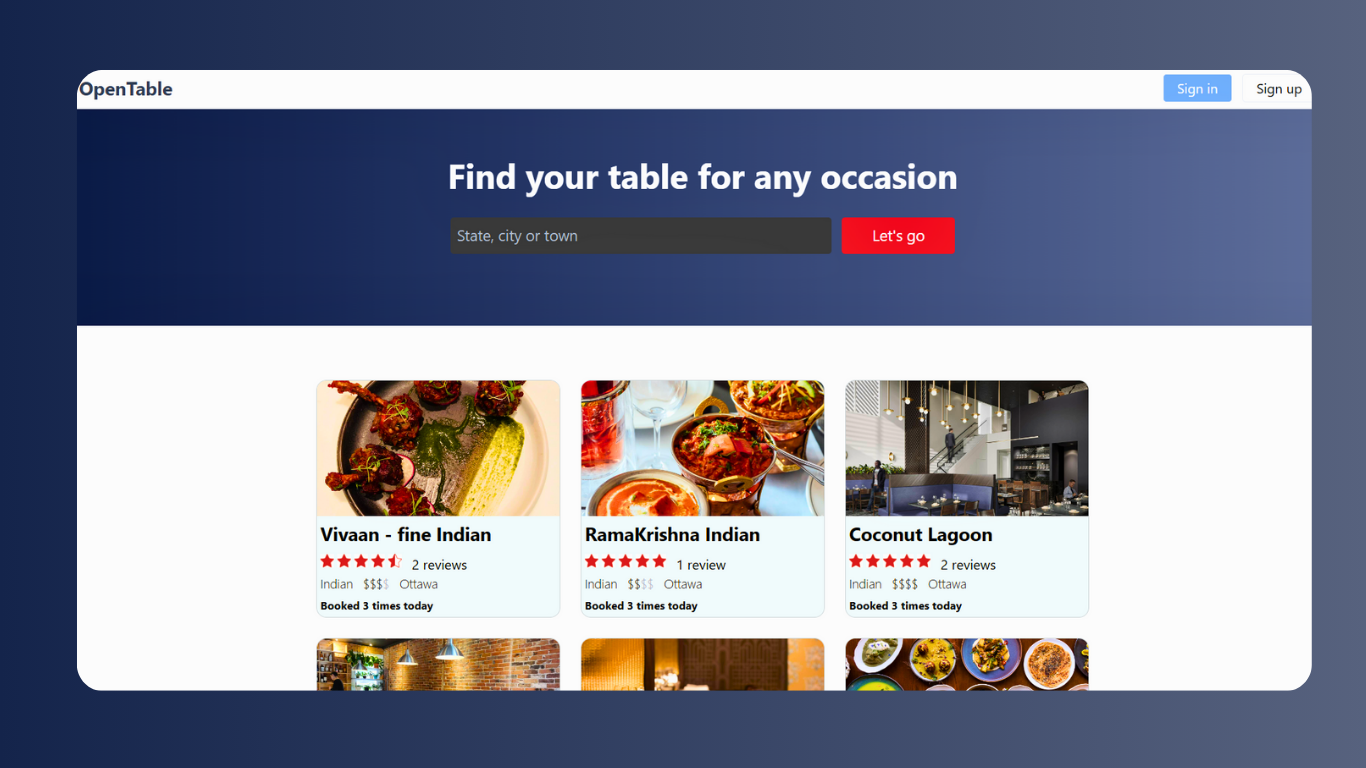 OpenTable
Sign in
Sign up
Find your table for any occasion
State, city or town
Let's go
Vivaan - fine Indian
2 reviews
Indian $$$$ Ottawa
Booked 3 times today
RamaKrishna Indian
1 review
Indian $$$$ Ottawa
Booked 3 times today
Coconut Lagoon
2 reviews
Indian $$$$ Ottawa
Booked 3 times today